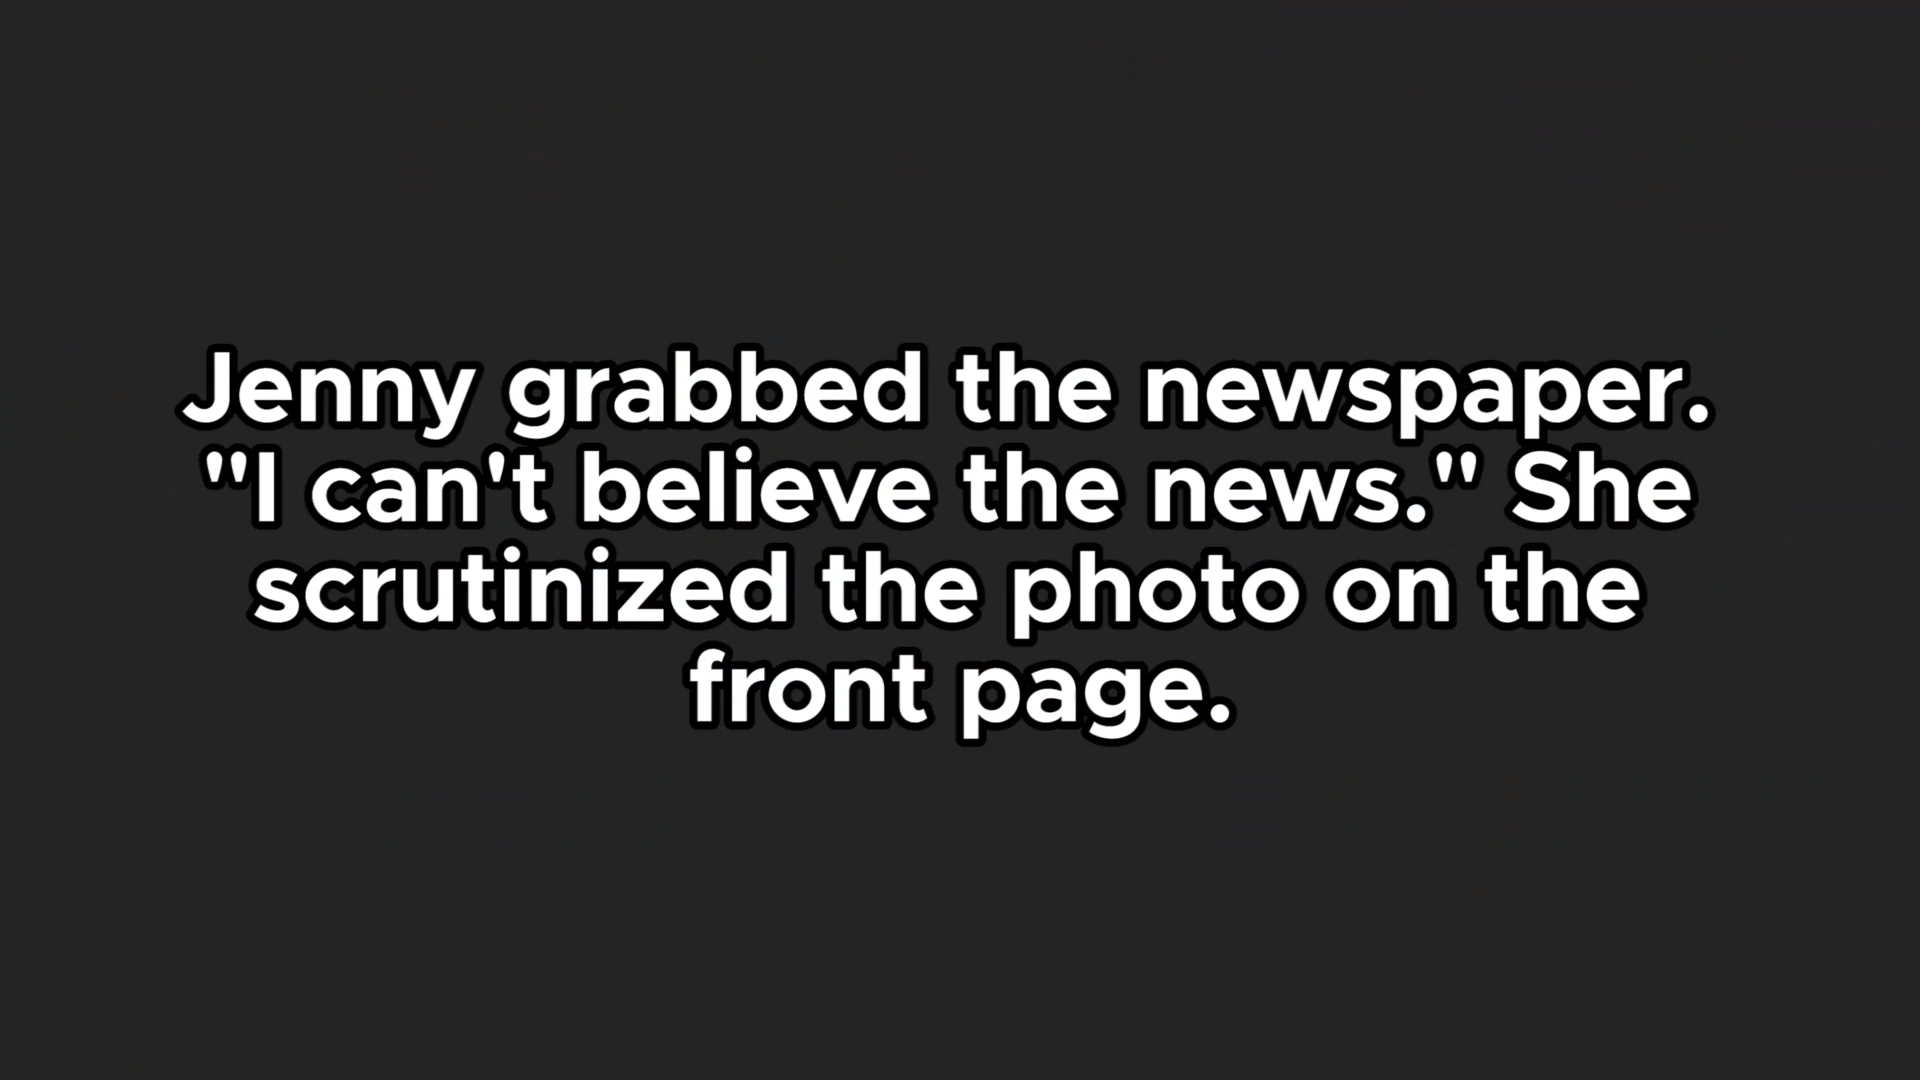 Jenny grabbed the newspaper.
"I can't believe the news." She
scrutinized the photo on the
front page.